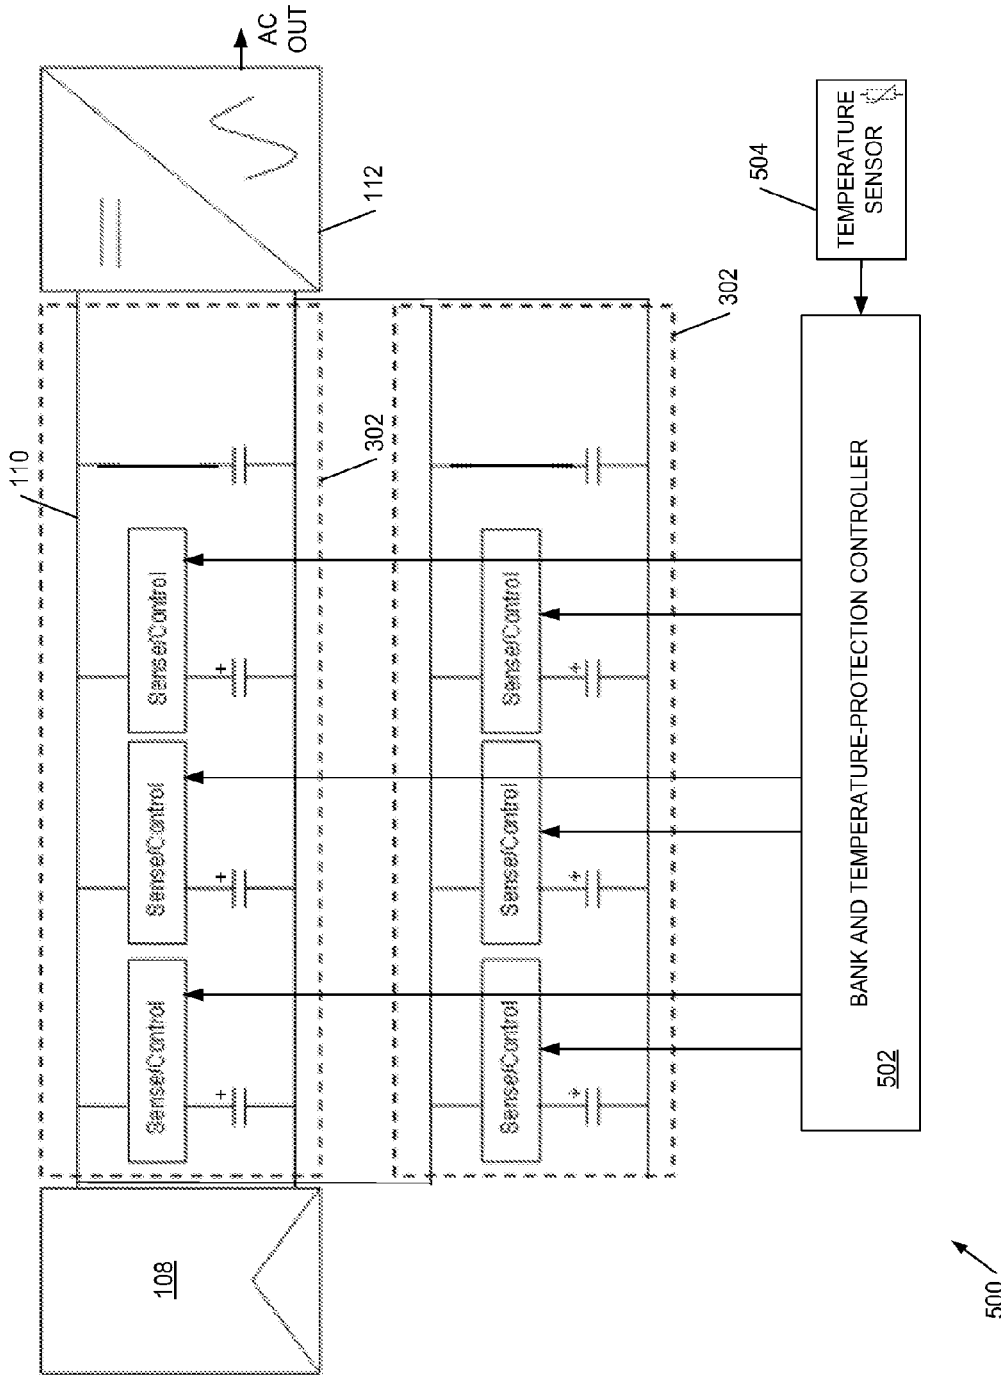 AC
OUT
112
110
302
302
108
Sense/Control
Sense/Control
Sense/Control
+
+
+
Sense/Control
Sense/Control
Sense/Control
+
+
+
504
TEMPERATURE
SENSOR
BANK AND TEMPERATURE-PROTECTION CONTROLLER
502
500